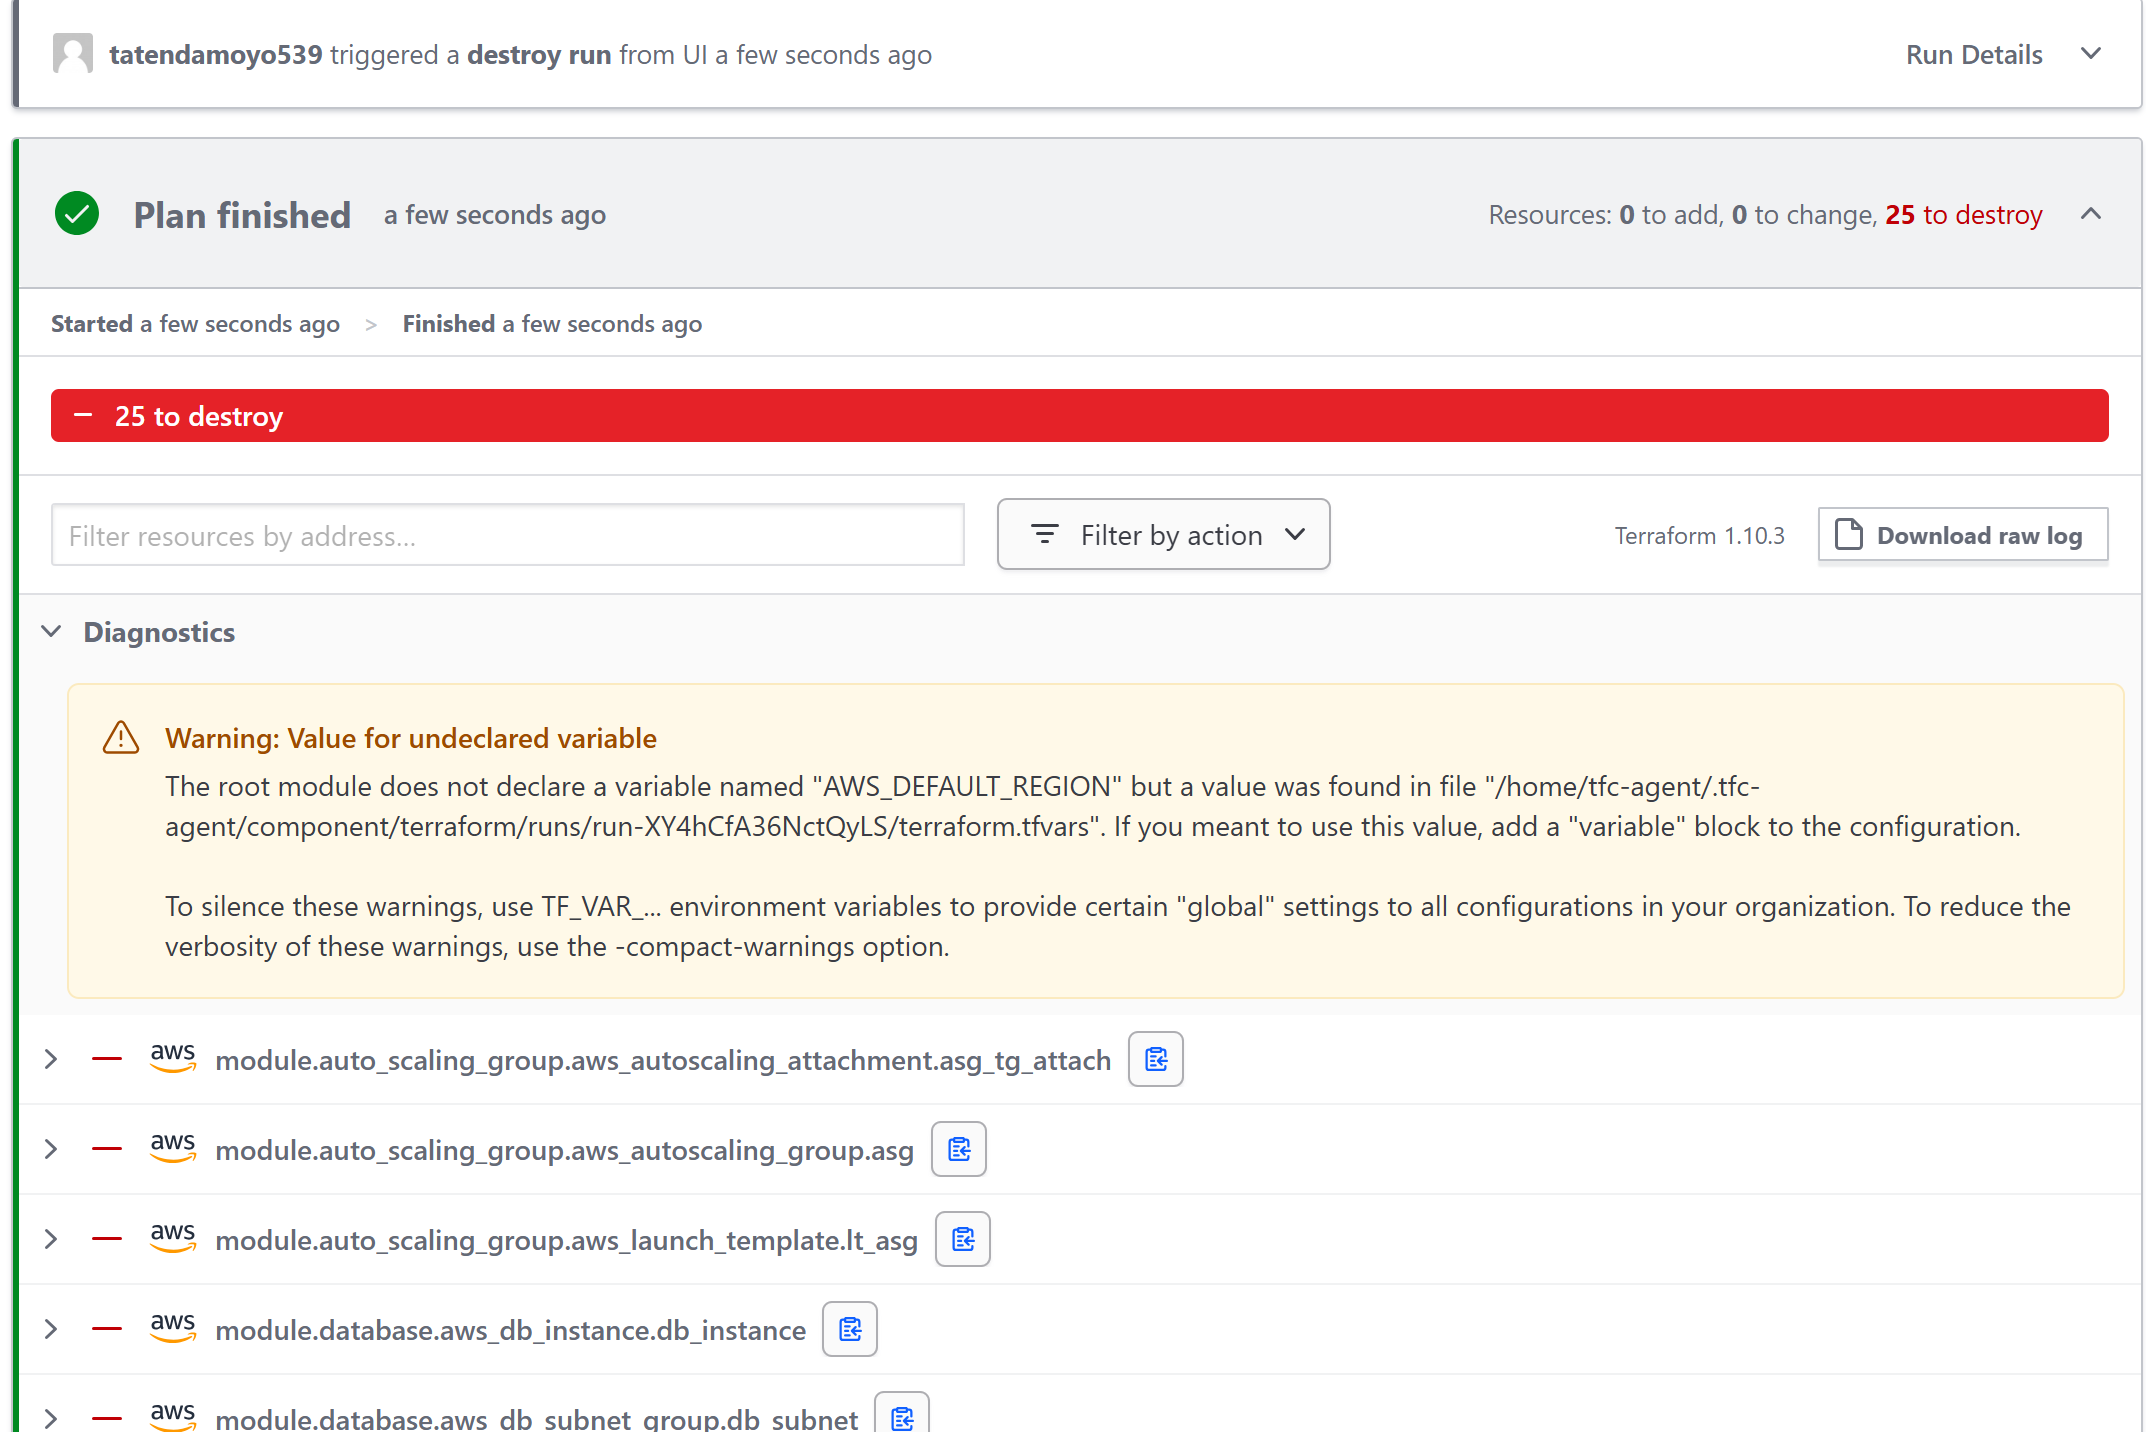 tatendamoyo539 triggered a destroy run from UI a few seconds ago
Run Details
Plan finished a few seconds ago
Resources: 0 to add, 0 to change, 25 to destroy
Started a few seconds ago > Finished a few seconds ago
25 to destroy
Filter resources by address...
Filter by action
Terraform 1.10.3
Download raw log
Diagnostics
Warning: Value for undeclared variable
The root module does not declare a variable named "AWS_DEFAULT_REGION" but a value was found in file "/home/tfc-agent/.tfc-
agent/component/terraform/runs/run-XY4hCfA36NctQyLS/terraform.tfvars". If you meant to use this value, add a "variable" block to the configuration.
To silence these warnings, use TF_VAR_... environment variables to provide certain "global" settings to all configurations in your organization. To reduce the
verbosity of these warnings, use the -compact-warnings option.
aws module.auto_scaling_group.aws_autoscaling_attachment.asg_tg_attach
aws module.auto_scaling_group.aws_autoscaling_group.asg
aws module.auto_scaling_group.aws_launch_template.lt_asg
aws module.database.aws_db_instance.db_instance
aws module.database.aws_db_subnet_group.db_subnet